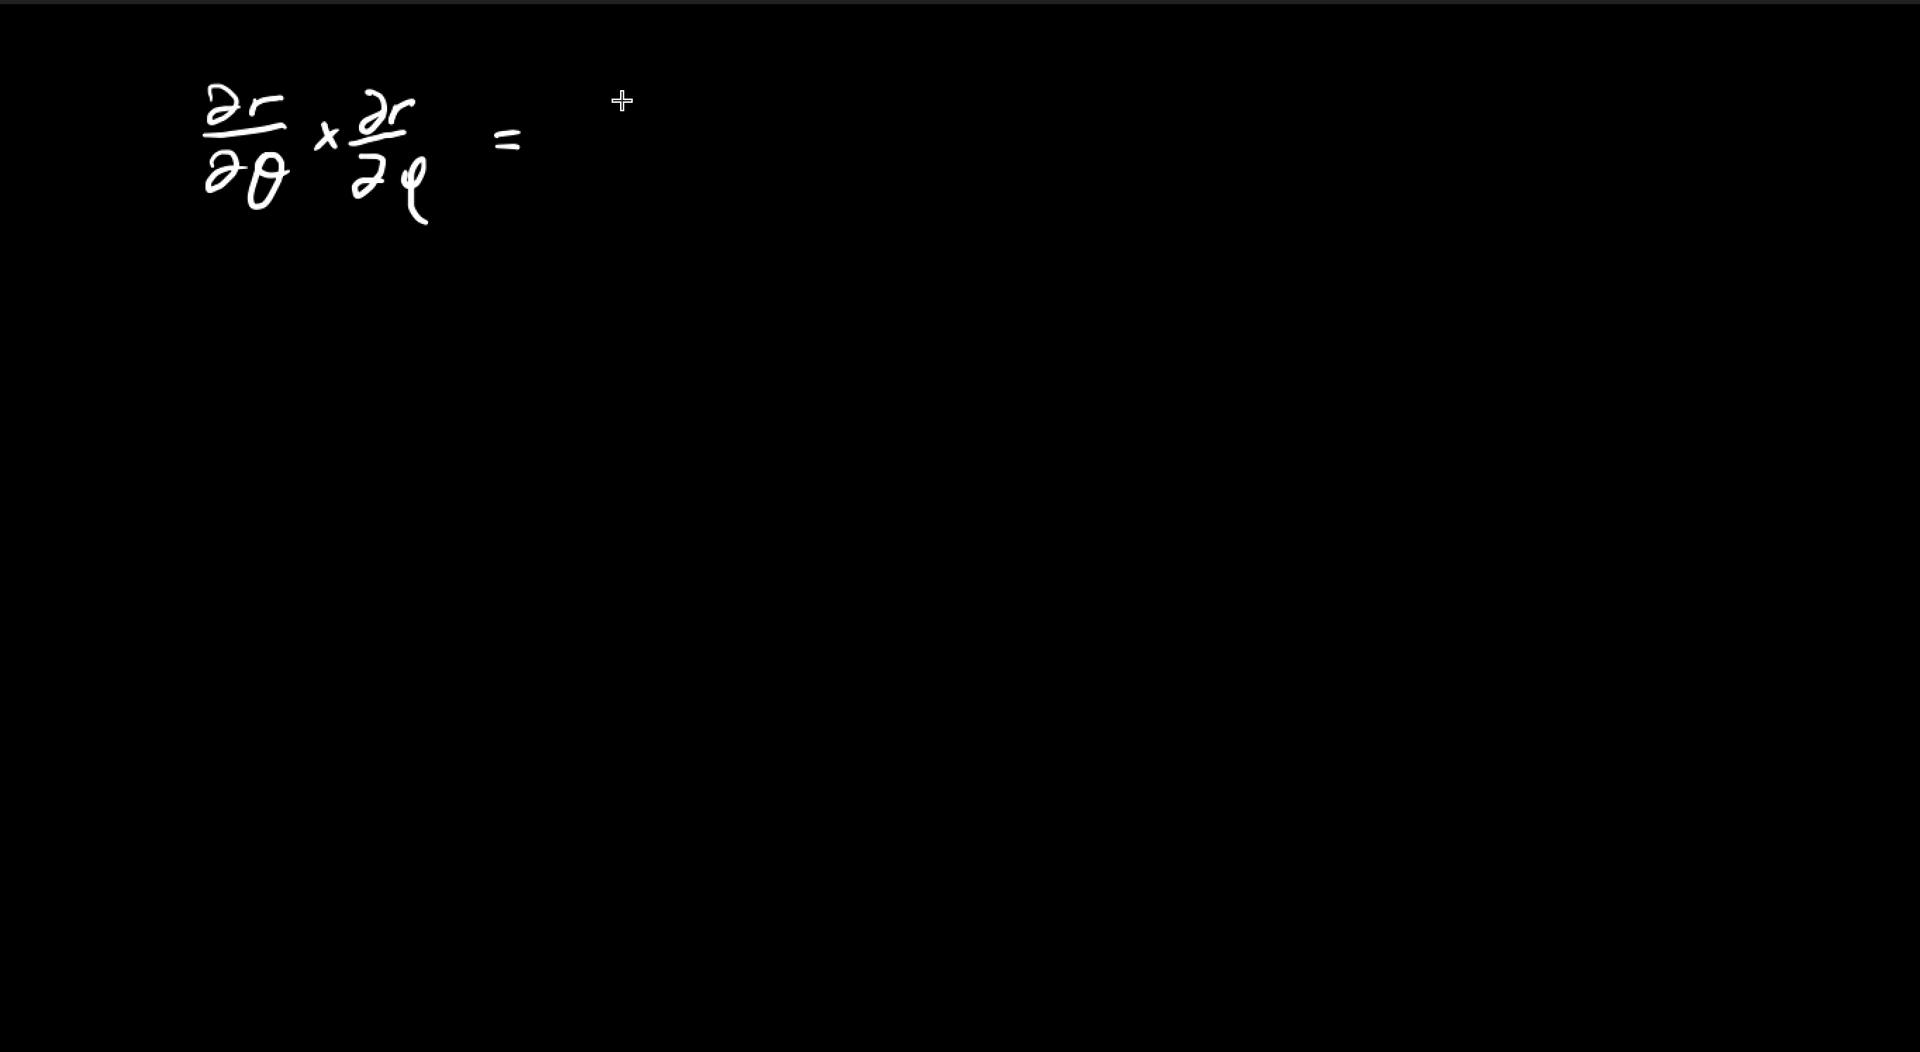 ∂r/∂θ × ∂r/∂φ =